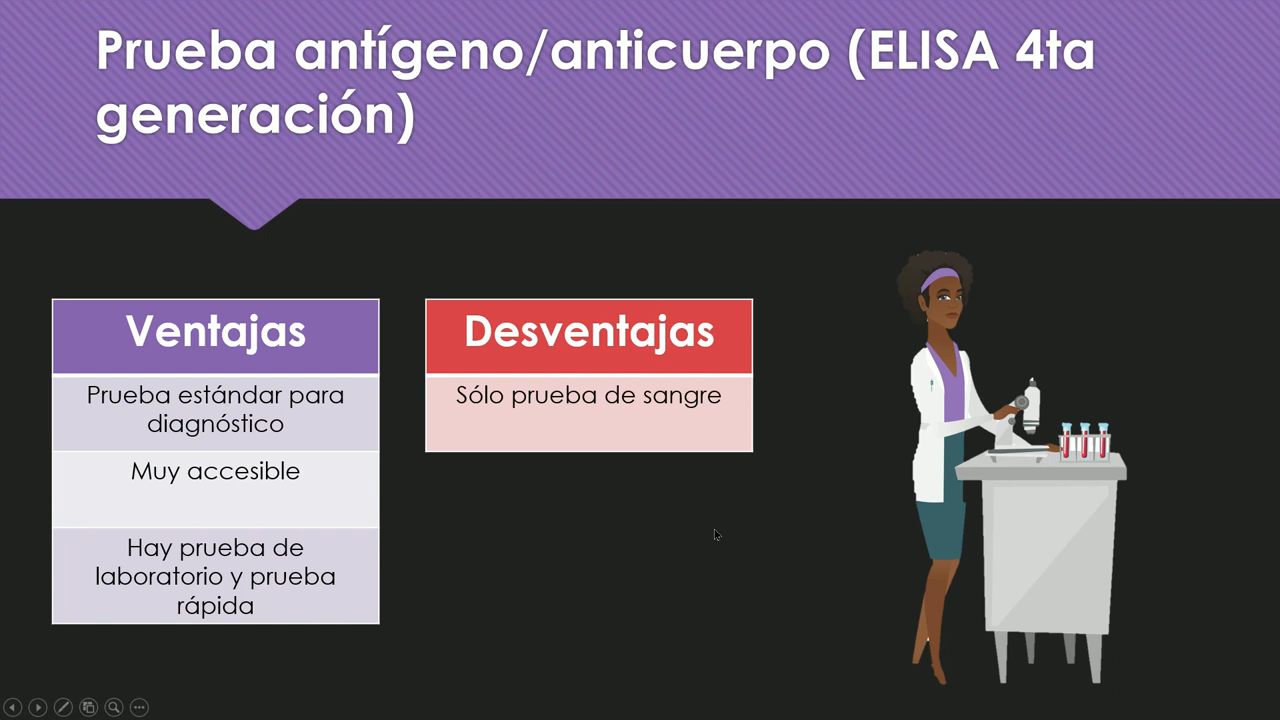 Prueba antígeno/anticuerpo (ELISA 4ta
generación)
Ventajas
Prueba estándar para
diagnóstico
Muy accesible
Hay prueba de
laboratorio y prueba
rápida
Desventajas
Sólo prueba de sangre